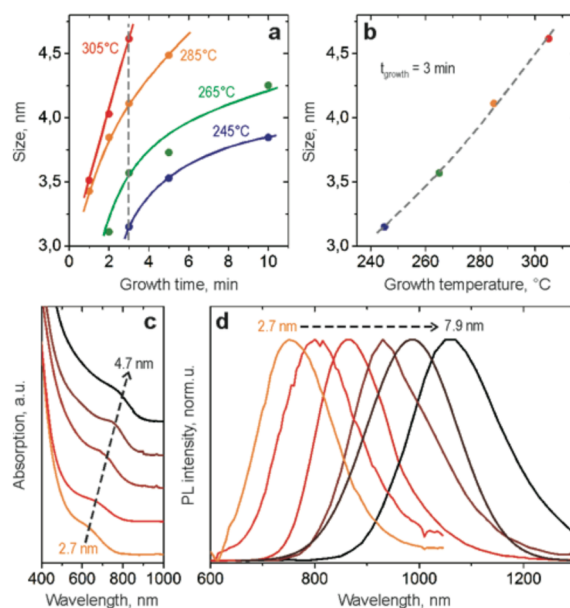 a
305°C
285°C
265°C
245°C
Size, nm
4,5
4,0
3,5
3,0
0 2 4 6 8 10
Growth time, min
b
t_growth = 3 min
Size, nm
4,5
4,0
3,5
3,0
240 260 280 300
Growth temperature, °C
c
4.7 nm
2.7 nm
Absorption, a.u.
400 600 800 1000
Wavelength, nm
d
2.7 nm
7.9 nm
PL intensity, norm.u.
600 800 1000 1200
Wavelength, nm